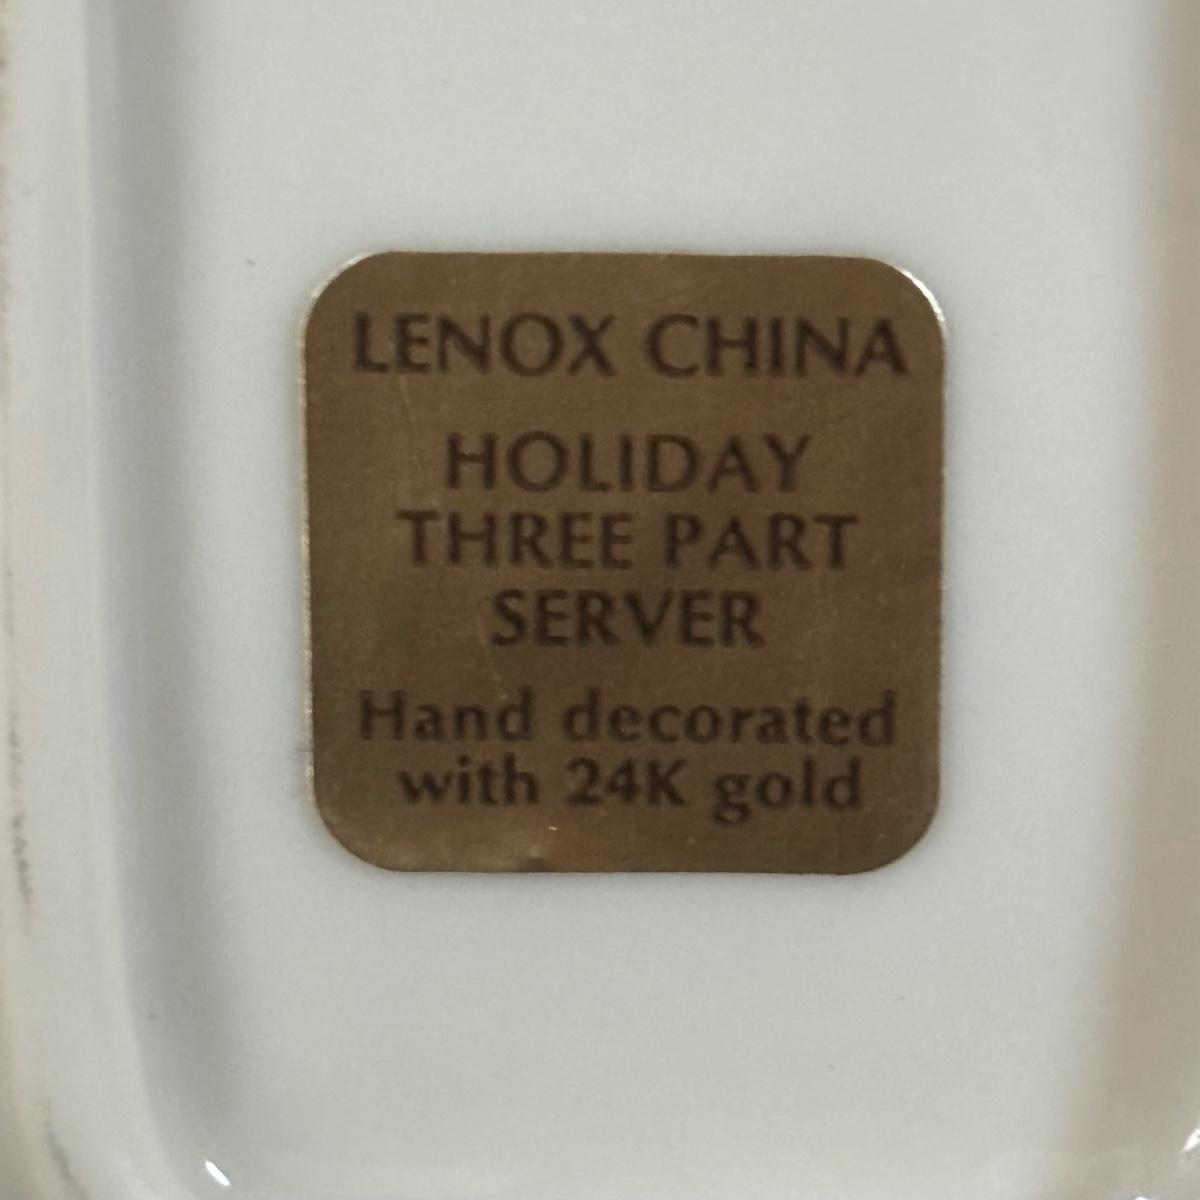 LENOX CHINA
HOLIDAY
THREE PART
SERVER
Hand decorated
with 24K gold